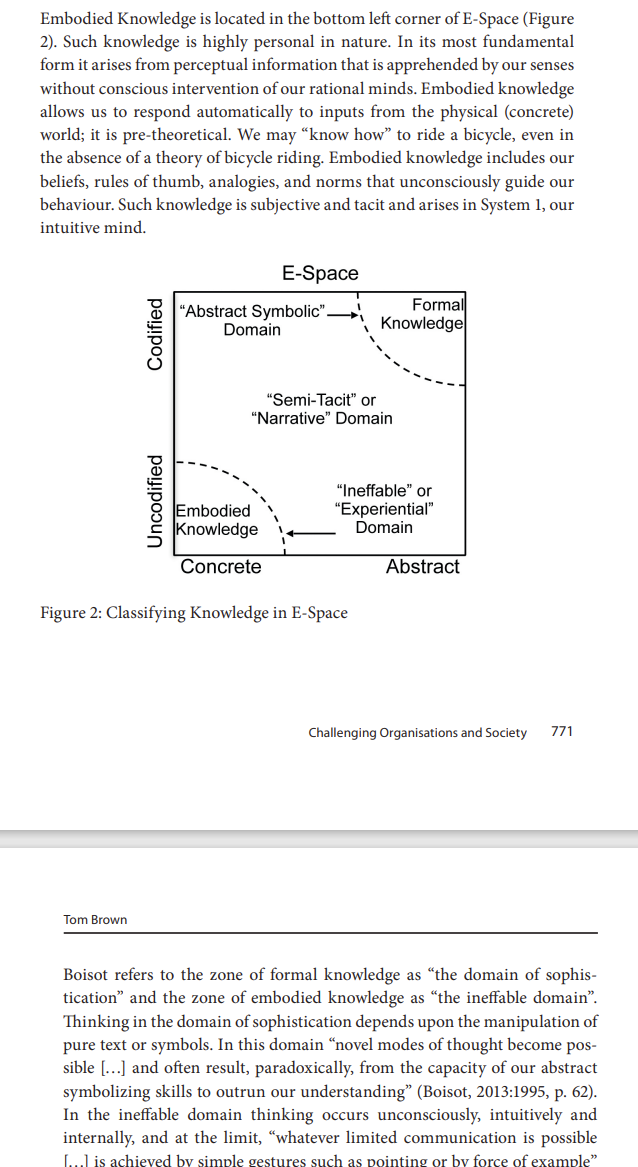 Embodied Knowledge is located in the bottom left corner of E-Space (Figure
2). Such knowledge is highly personal in nature. In its most fundamental
form it arises from perceptual information that is apprehended by our senses
without conscious intervention of our rational minds. Embodied knowledge
allows us to respond automatically to inputs from the physical (concrete)
world; it is pre-theoretical. We may “know how” to ride a bicycle, even in
the absence of a theory of bicycle riding. Embodied knowledge includes our
beliefs, rules of thumb, analogies, and norms that unconsciously guide our
behaviour. Such knowledge is subjective and tacit and arises in System 1, our
intuitive mind.
E-Space
Codified
“Abstract Symbolic”
Domain
Formal
Knowledge
“Semi-Tacit” or
“Narrative” Domain
Uncodified
Embodied
Knowledge
“Ineffable” or
“Experiential”
Domain
Concrete
Abstract
Figure 2: Classifying Knowledge in E-Space
Challenging Organisations and Society 771
Tom Brown
Boisot refers to the zone of formal knowledge as “the domain of sophis-
tication” and the zone of embodied knowledge as “the ineffable domain”.
Thinking in the domain of sophistication depends upon the manipulation of
pure text or symbols. In this domain “novel modes of thought become pos-
sible […] and often result, paradoxically, from the capacity of our abstract
symbolizing skills to outrun our understanding” (Boisot, 2013:1995, p. 62).
In the ineffable domain thinking occurs unconsciously, intuitively and
internally, and at the limit, “whatever limited communication is possible
[…] is achieved by simple gestures such as pointing or by force of example”